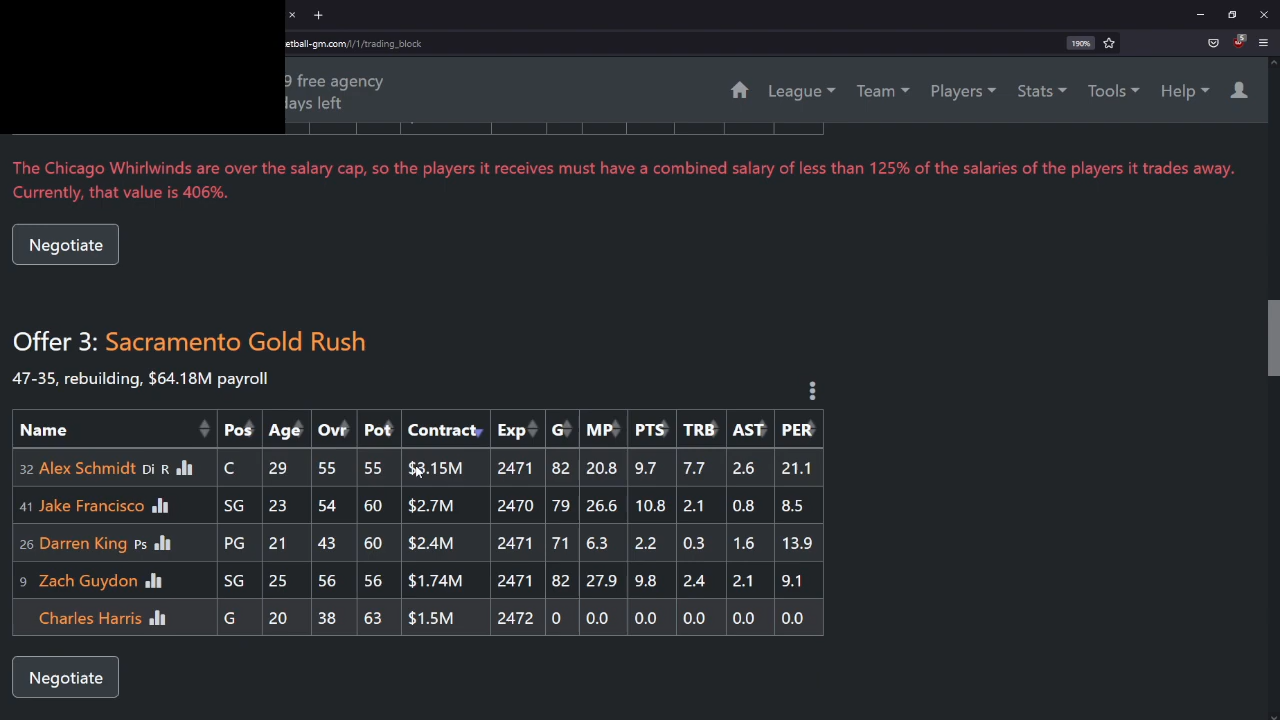 etball-gm.com/l/1/trading_block
190%
5
9 free agency
days left
League Team Players Stats Tools Help
The Chicago Whirlwinds are over the salary cap, so the players it receives must have a combined salary of less than 125% of the salaries of the players it trades away.
Currently, that value is 406%.
Negotiate
Offer 3: Sacramento Gold Rush
47-35, rebuilding, $64.18M payroll
Name Pos Age Ovr Pot Contract Exp G MP PTS TRB AST PER
32 Alex Schmidt Di R C 29 55 55 $3.15M 2471 82 20.8 9.7 7.7 2.6 21.1
41 Jake Francisco SG 23 54 60 $2.7M 2470 79 26.6 10.8 2.1 0.8 8.5
26 Darren King Ps PG 21 43 60 $2.4M 2471 71 6.3 2.2 0.3 1.6 13.9
9 Zach Guydon SG 25 56 56 $1.74M 2471 82 27.9 9.8 2.4 2.1 9.1
Charles Harris G 20 38 63 $1.5M 2472 0 0.0 0.0 0.0 0.0 0.0
Negotiate